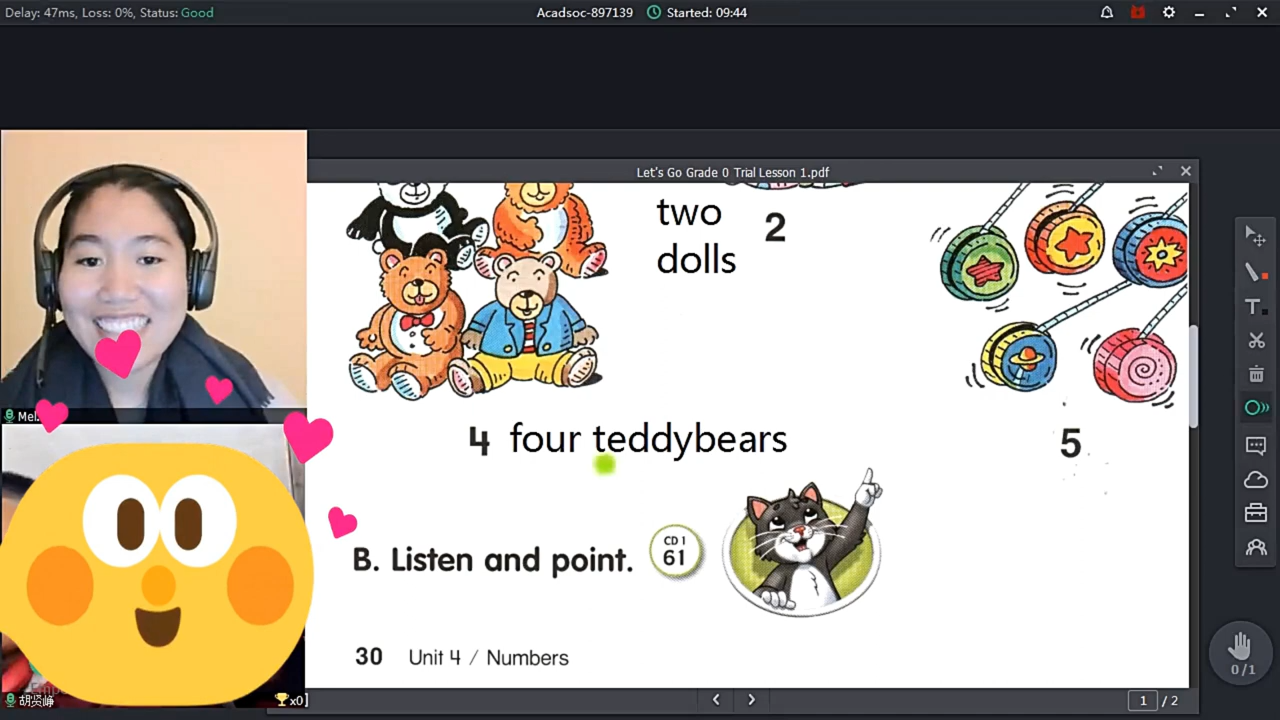 Delay: 47ms, Loss: 0%, Status: Good
Acadsoc-897139
Started: 09:44
Let's Go Grade 0 Trial Lesson 1.pdf
two
dolls
2
4 four teddybears
5
B. Listen and point.
CD 1
61
30 Unit 4 / Numbers
Mel
胡贤峥
x0]
0/1
1 / 2